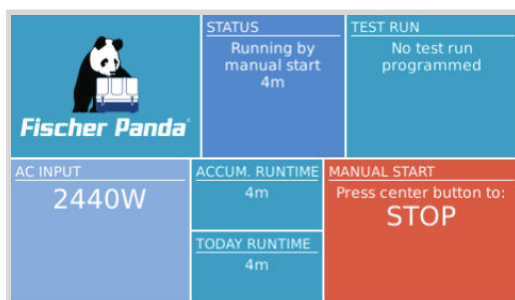 Fischer Panda
STATUS
Running by
manual start
4m
TEST RUN
No test run
programmed
AC INPUT
2440W
ACCUM. RUNTIME
4m
TODAY RUNTIME
4m
MANUAL START
Press center button to:
STOP